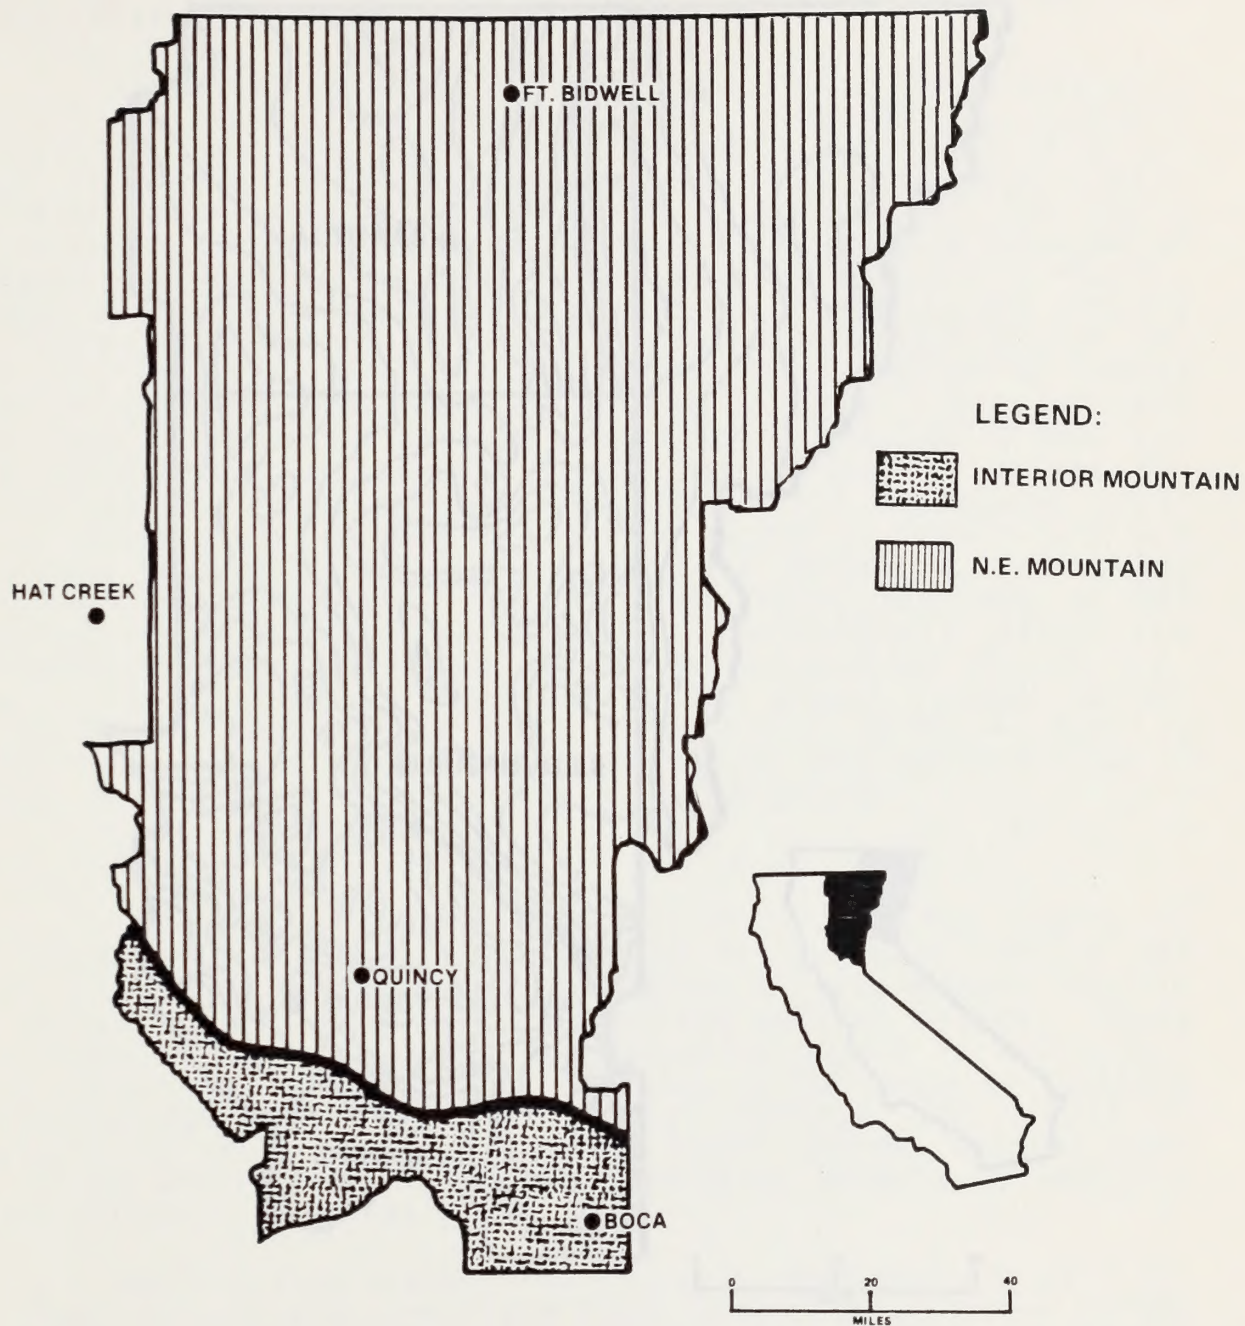 FT. BIDWELL
LEGEND:
INTERIOR MOUNTAIN
N.E. MOUNTAIN
HAT CREEK
QUINCY
BOCA
0 20 40
MILES